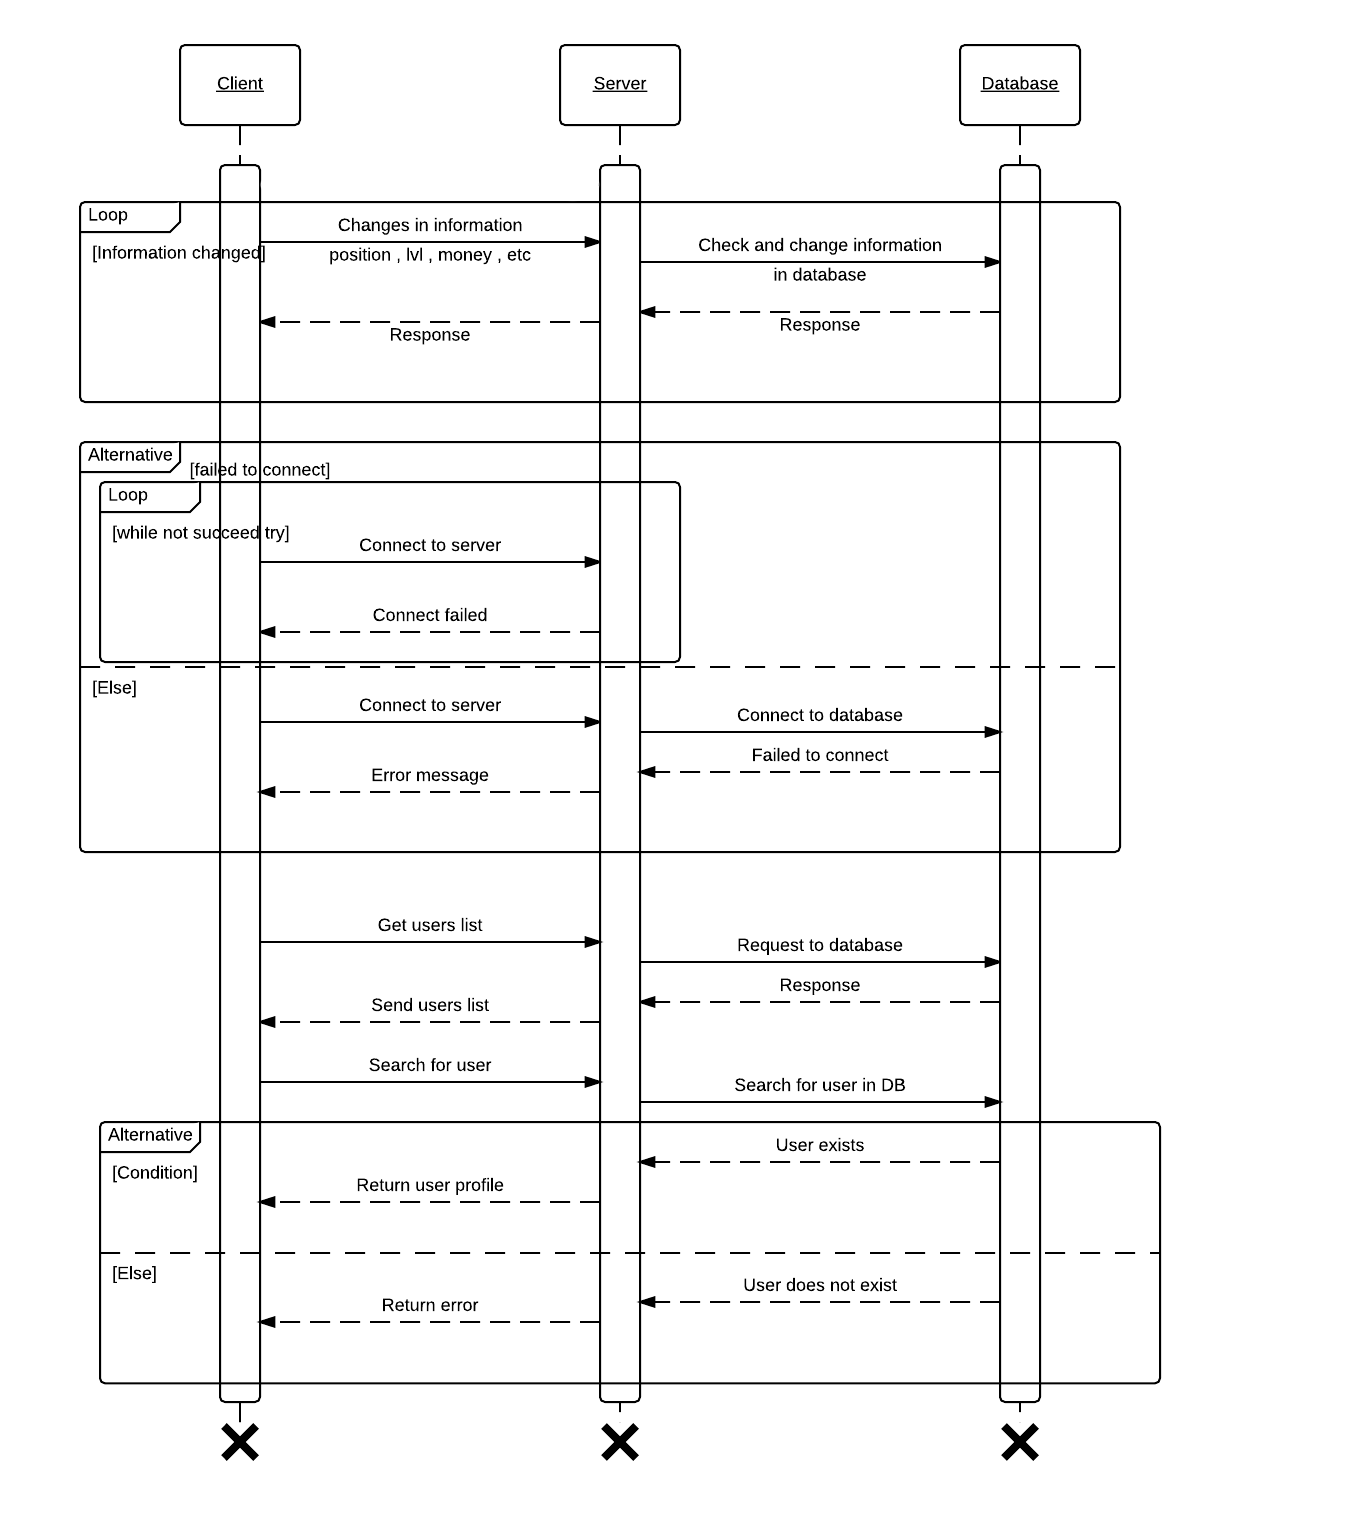 Client
Server
Database
Loop
[Information changed]
Changes in information
position , lvl , money , etc
Check and change information
in database
Response
Response
Alternative
[failed to connect]
Loop
[while not succeed try]
Connect to server
Connect failed
[Else]
Connect to server
Connect to database
Failed to connect
Error message
Get users list
Request to database
Response
Send users list
Search for user
Search for user in DB
Alternative
[Condition]
User exists
Return user profile
[Else]
User does not exist
Return error